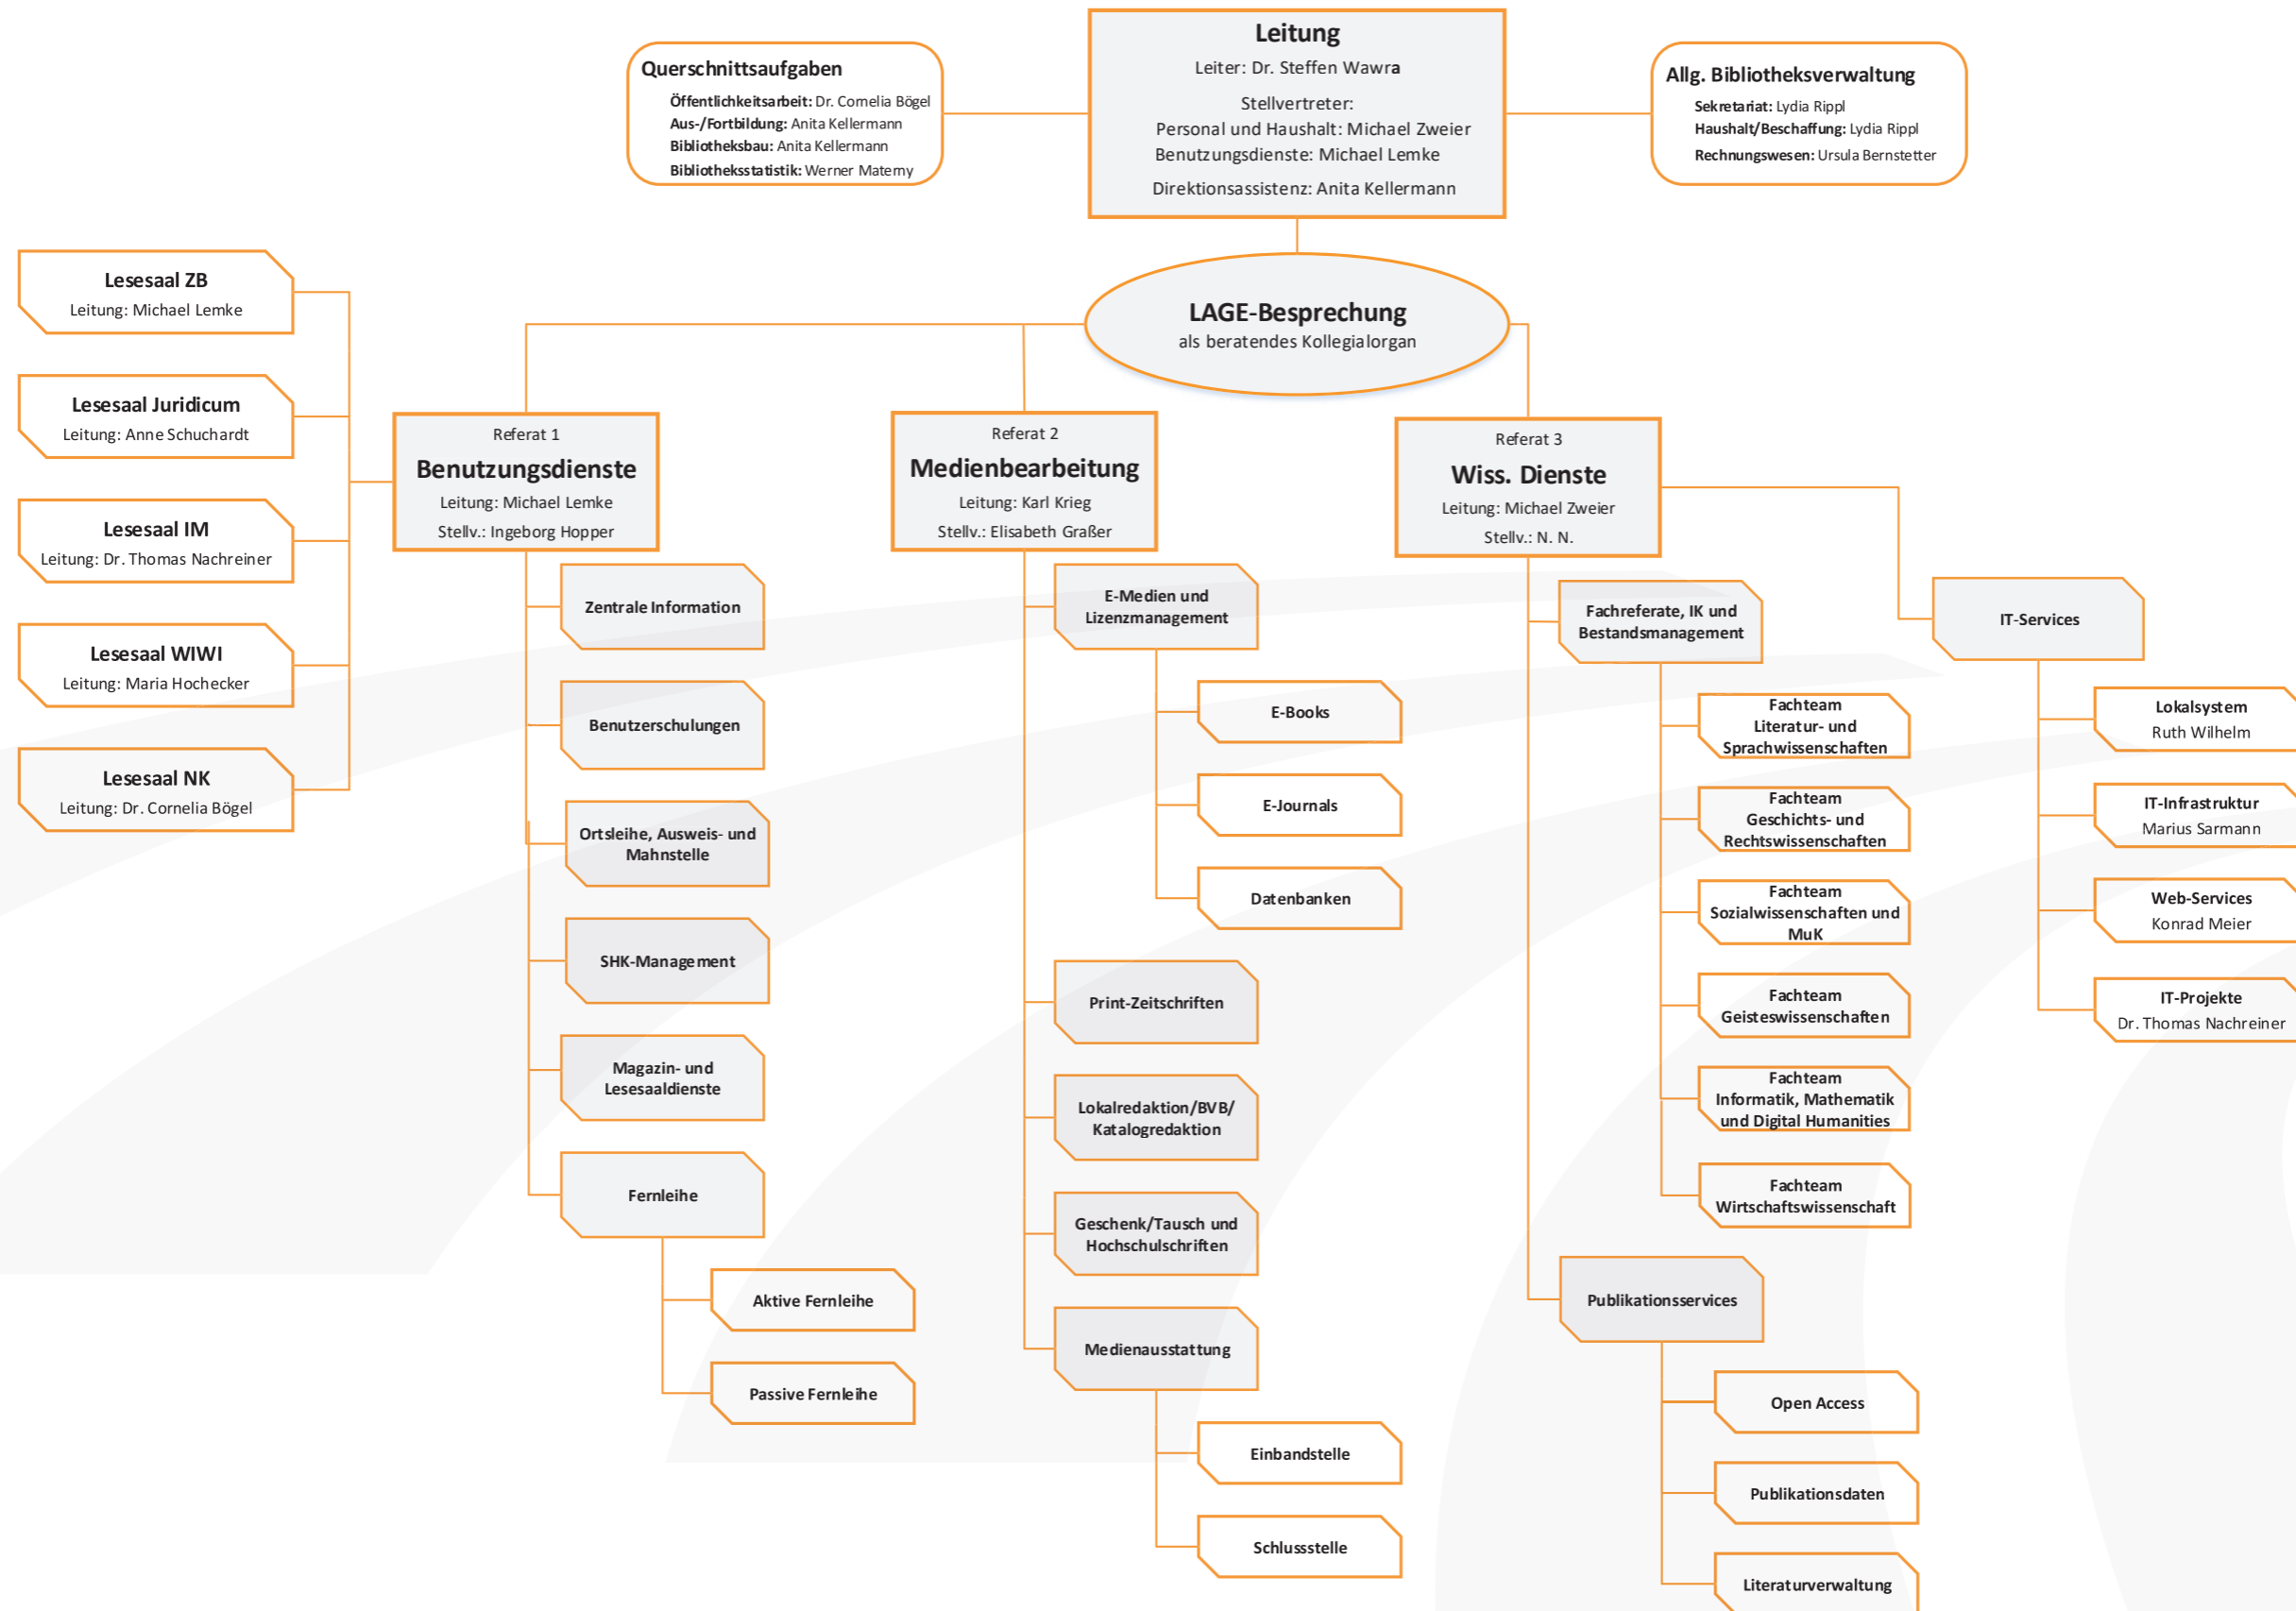 Leitung
Leiter: Dr. Steffen Wawra
Stellvertreter:
Personal und Haushalt: Michael Zweier
Benutzungsdienste: Michael Lemke
Direktionsassistenz: Anita Kellermann
Querschnittsaufgaben
Öffentlichkeitsarbeit: Dr. Cornelia Bögel
Aus-/Fortbildung: Anita Kellermann
Bibliotheksbau: Anita Kellermann
Bibliotheksstatistik: Werner Materny
Allg. Bibliotheksverwaltung
Sekretariat: Lydia Rippl
Haushalt/Beschaffung: Lydia Rippl
Rechnungswesen: Ursula Bernstetter
LAGE-Besprechung
als beratendes Kollegialorgan
Lesesaal ZB
Leitung: Michael Lemke
Lesesaal Juridicum
Leitung: Anne Schuchardt
Lesesaal IM
Leitung: Dr. Thomas Nachreiner
Lesesaal WIWI
Leitung: Maria Hochecker
Lesesaal NK
Leitung: Dr. Cornelia Bögel
Referat 1
Benutzungsdienste
Leitung: Michael Lemke
Stellv.: Ingeborg Hopper
Zentrale Information
Benutzerschulungen
Ortsleihe, Ausweis- und
Mahnstelle
SHK-Management
Magazin- und
Lesesaaldienste
Fernleihe
Aktive Fernleihe
Passive Fernleihe
Referat 2
Medienbearbeitung
Leitung: Karl Krieg
Stellv.: Elisabeth Graßer
E-Medien und
Lizenzmanagement
E-Books
E-Journals
Datenbanken
Print-Zeitschriften
Lokalredaktion/BVB/
Katalogredaktion
Geschenk/Tausch und
Hochschulschriften
Medienausstattung
Einbandstelle
Schlussstelle
Referat 3
Wiss. Dienste
Leitung: Michael Zweier
Stellv.: N. N.
Fachreferate, IK und
Bestandsmanagement
Fachteam
Literatur- und
Sprachwissenschaften
Fachteam
Geschichts- und
Rechtswissenschaften
Fachteam
Sozialwissenschaften und
MuK
Fachteam
Geisteswissenschaften
Fachteam
Informatik, Mathematik
und Digital Humanities
Fachteam
Wirtschaftswissenschaft
Publikationsservices
Open Access
Publikationsdaten
Literaturverwaltung
IT-Services
Lokalsystem
Ruth Wilhelm
IT-Infrastruktur
Marius Sarmann
Web-Services
Konrad Meier
IT-Projekte
Dr. Thomas Nachreiner